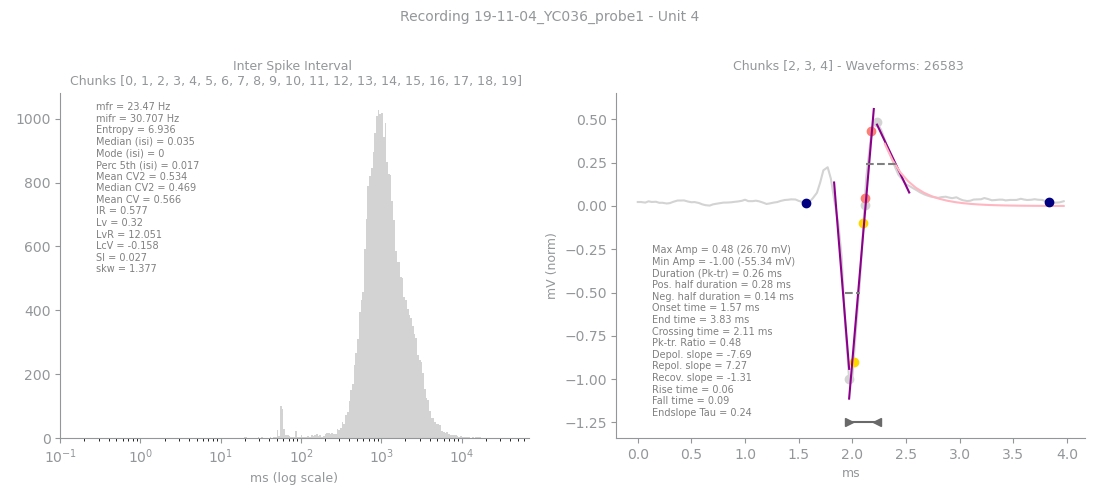 Recording 19-11-04_YC036_probe1 - Unit 4
Inter Spike Interval
Chunks [0, 1, 2, 3, 4, 5, 6, 7, 8, 9, 10, 11, 12, 13, 14, 15, 16, 17, 18, 19]
mfr = 23.47 Hz
mifr = 30.707 Hz
Entropy = 6.936
Median (isi) = 0.035
Mode (isi) = 0
Perc 5th (isi) = 0.017
Mean CV2 = 0.534
Median CV2 = 0.469
Mean CV = 0.566
IR = 0.577
Lv = 0.32
LvR = 12.051
LcV = -0.158
SI = 0.027
skw = 1.377
1000
800
600
400
200
0
10⁻¹ 10⁰ 10¹ 10² 10³ 10⁴
ms (log scale)
Chunks [2, 3, 4] - Waveforms: 26583
mV (norm)
0.50
0.25
0.00
−0.25
−0.50
−0.75
−1.00
−1.25
Max Amp = 0.48 (26.70 mV)
Min Amp = -1.00 (-55.34 mV)
Duration (Pk-tr) = 0.26 ms
Pos. half duration = 0.28 ms
Neg. half duration = 0.14 ms
Onset time = 1.57 ms
End time = 3.83 ms
Crossing time = 2.11 ms
Pk-tr. Ratio = 0.48
Depol. slope = -7.69
Repol. slope = 7.27
Recov. slope = -1.31
Rise time = 0.06
Fall time = 0.09
Endslope Tau = 0.24
0.0 0.5 1.0 1.5 2.0 2.5 3.0 3.5 4.0
ms